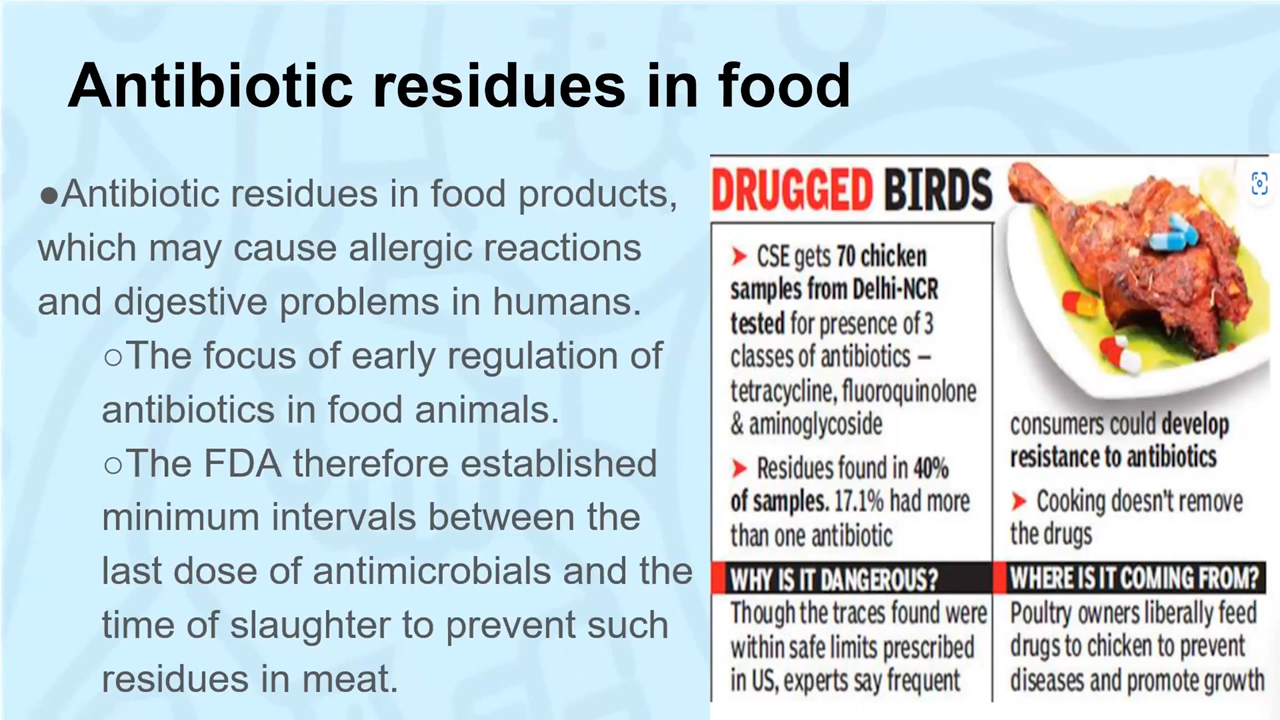 Antibiotic residues in food
●Antibiotic residues in food products,
which may cause allergic reactions
and digestive problems in humans.
○The focus of early regulation of
antibiotics in food animals.
○The FDA therefore established
minimum intervals between the
last dose of antimicrobials and the
time of slaughter to prevent such
residues in meat.
DRUGGED BIRDS
➤ CSE gets 70 chicken
samples from Delhi-NCR
tested for presence of 3
classes of antibiotics –
tetracycline, fluoroquinolone
& aminoglycoside
➤ Residues found in 40%
of samples. 17.1% had more
than one antibiotic
WHY IS IT DANGEROUS?
Though the traces found were
within safe limits prescribed
in US, experts say frequent
consumers could develop
resistance to antibiotics
➤ Cooking doesn't remove
the drugs
WHERE IS IT COMING FROM?
Poultry owners liberally feed
drugs to chicken to prevent
diseases and promote growth